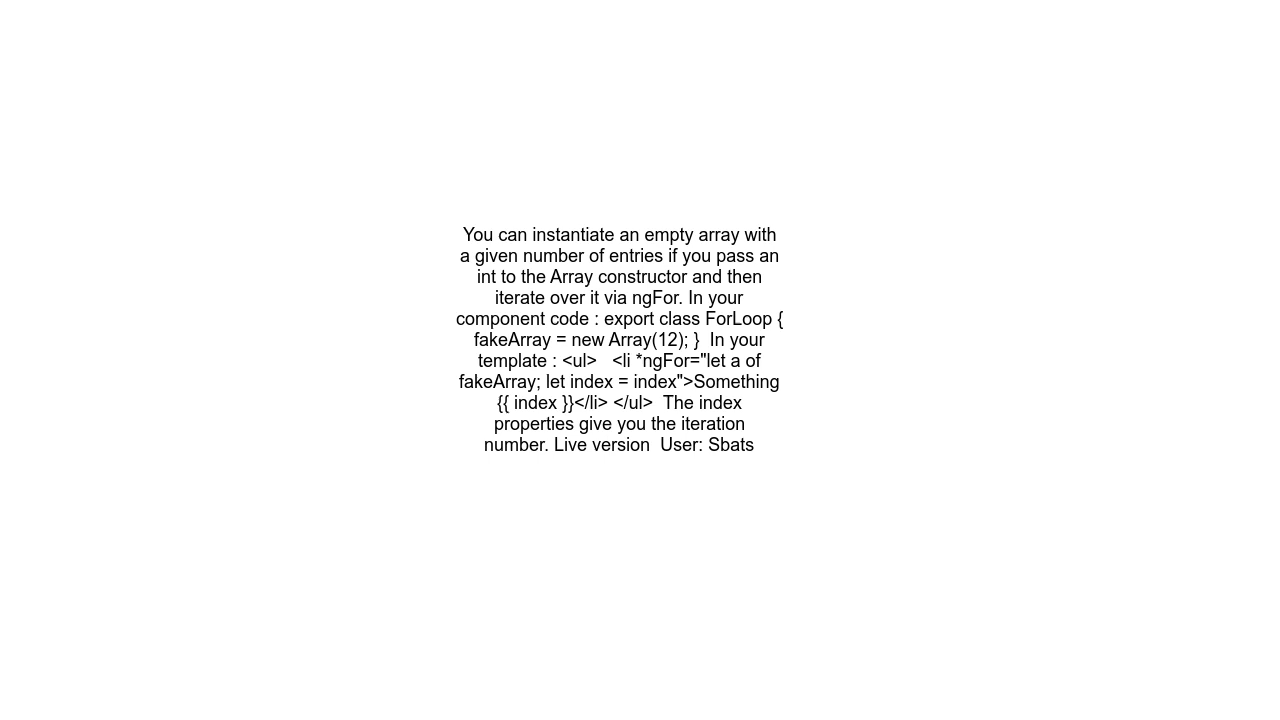 You can instantiate an empty array with
a given number of entries if you pass an
int to the Array constructor and then
iterate over it via ngFor. In your
component code : export class ForLoop {
fakeArray = new Array(12); }  In your
template : <ul>   <li *ngFor="let a of
fakeArray; let index = index">Something
{{ index }}</li> </ul>  The index
properties give you the iteration
number. Live version  User: Sbats